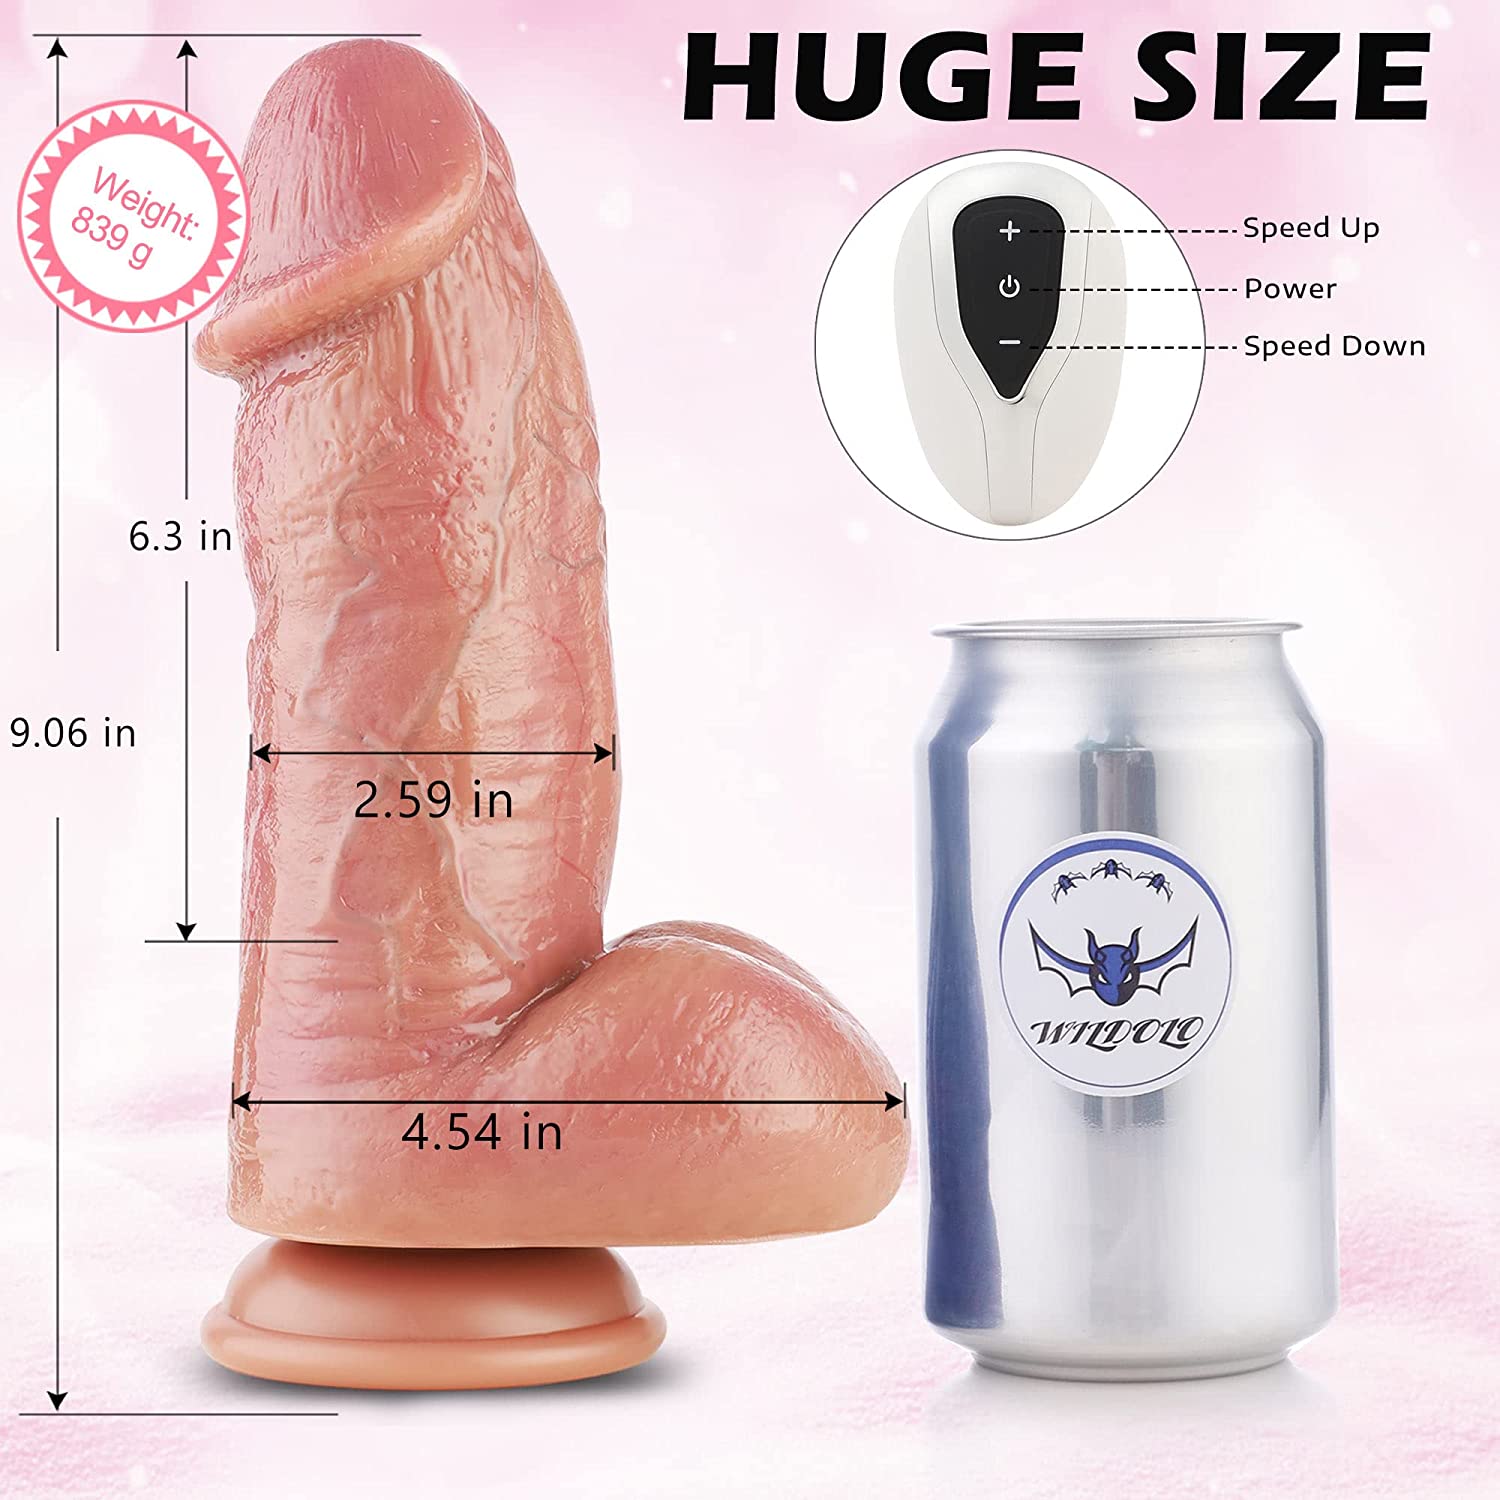 HUGE SIZE
Weight:
839 g
Speed Up
Power
Speed Down
6.3 in
9.06 in
2.59 in
WILDOLO
4.54 in